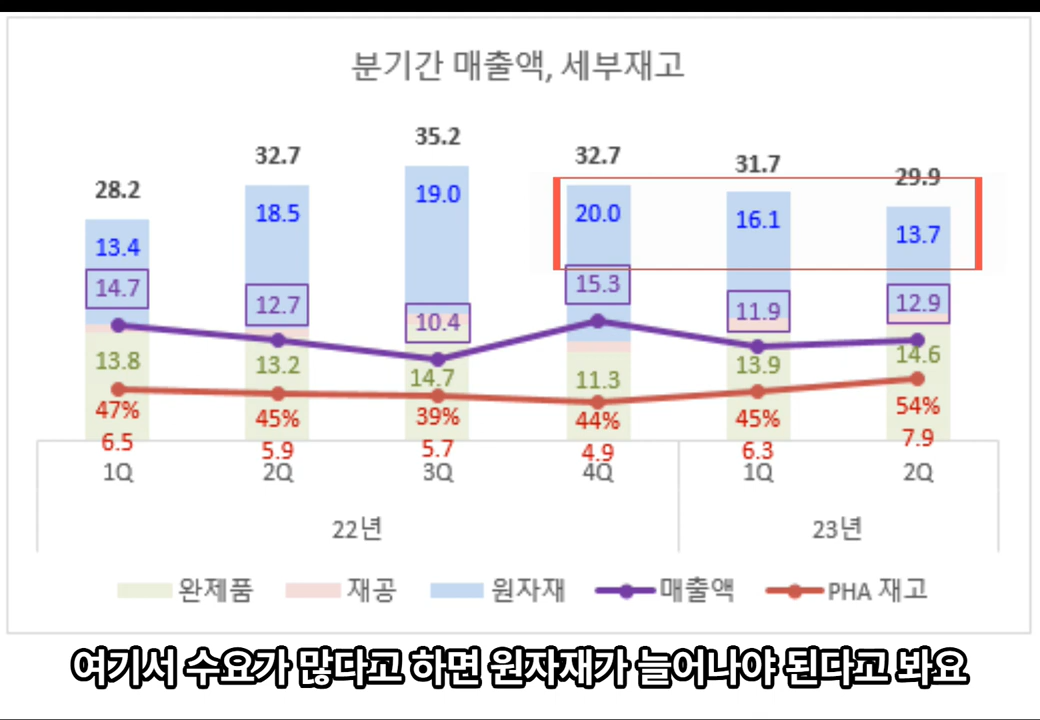 분기간 매출액, 세부재고
28.2 32.7 35.2 32.7 31.7 29.9
13.4 18.5 19.0 20.0 16.1 13.7
14.7 12.7 10.4 15.3 11.9 12.9
13.8 13.2 14.7 11.3 13.9 14.6
47% 45% 39% 44% 45% 54%
6.5 5.9 5.7 4.9 6.3 7.9
1Q 2Q 3Q 4Q 1Q 2Q
22년 23년
완제품 재공 원자재 매출액 PHA 재고
여기서 수요가 많다고 하면 원자재가 늘어나야 된다고 봐요